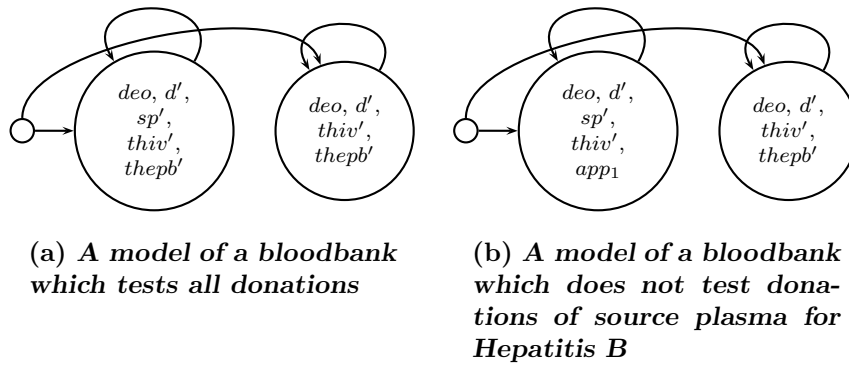 deo, d′,
sp′,
thiv′,
thepb′
deo, d′,
thiv′,
thepb′
(a) A model of a bloodbank
which tests all donations
deo, d′,
sp′,
thiv′,
app₁
deo, d′,
thiv′,
thepb′
(b) A model of a bloodbank
which does not test dona-
tions of source plasma for
Hepatitis B